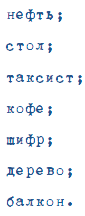 нефть;
стол;
таксист;
кофе;
шифр;
дерево;
балкон.